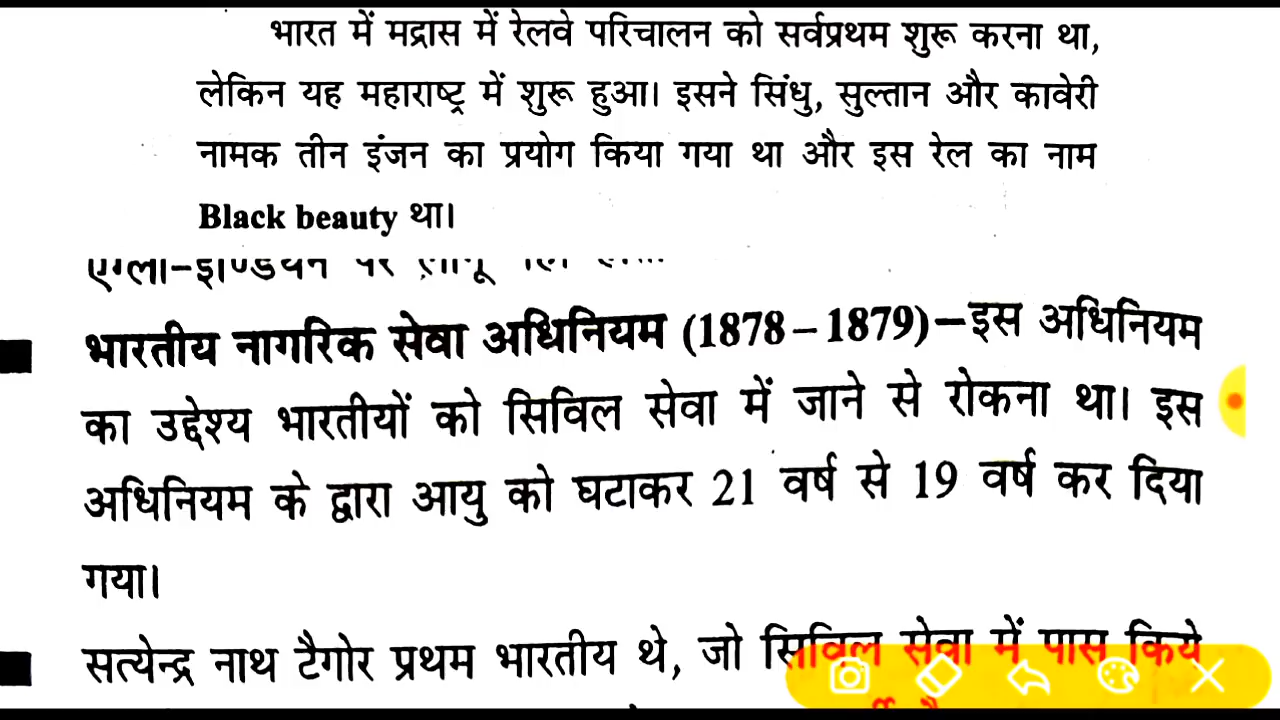 भारत में मद्रास में रेलवे परिचालन को सर्वप्रथम शुरू करना था,
लेकिन यह महाराष्ट्र में शुरू हुआ। इसने सिंधु, सुल्तान और कावेरी
नामक तीन इंजन का प्रयोग किया गया था और इस रेल का नाम
Black beauty था।
भारतीय नागरिक सेवा अधिनियम (1878 – 1879)–इस अधिनियम
का उद्देश्य भारतीयों को सिविल सेवा में जाने से रोकना था। इस
अधिनियम के द्वारा आयु को घटाकर 21 वर्ष से 19 वर्ष कर दिया
गया।
सत्येन्द्र नाथ टैगोर प्रथम भारतीय थे, जो सिविल सेवा में पास किये